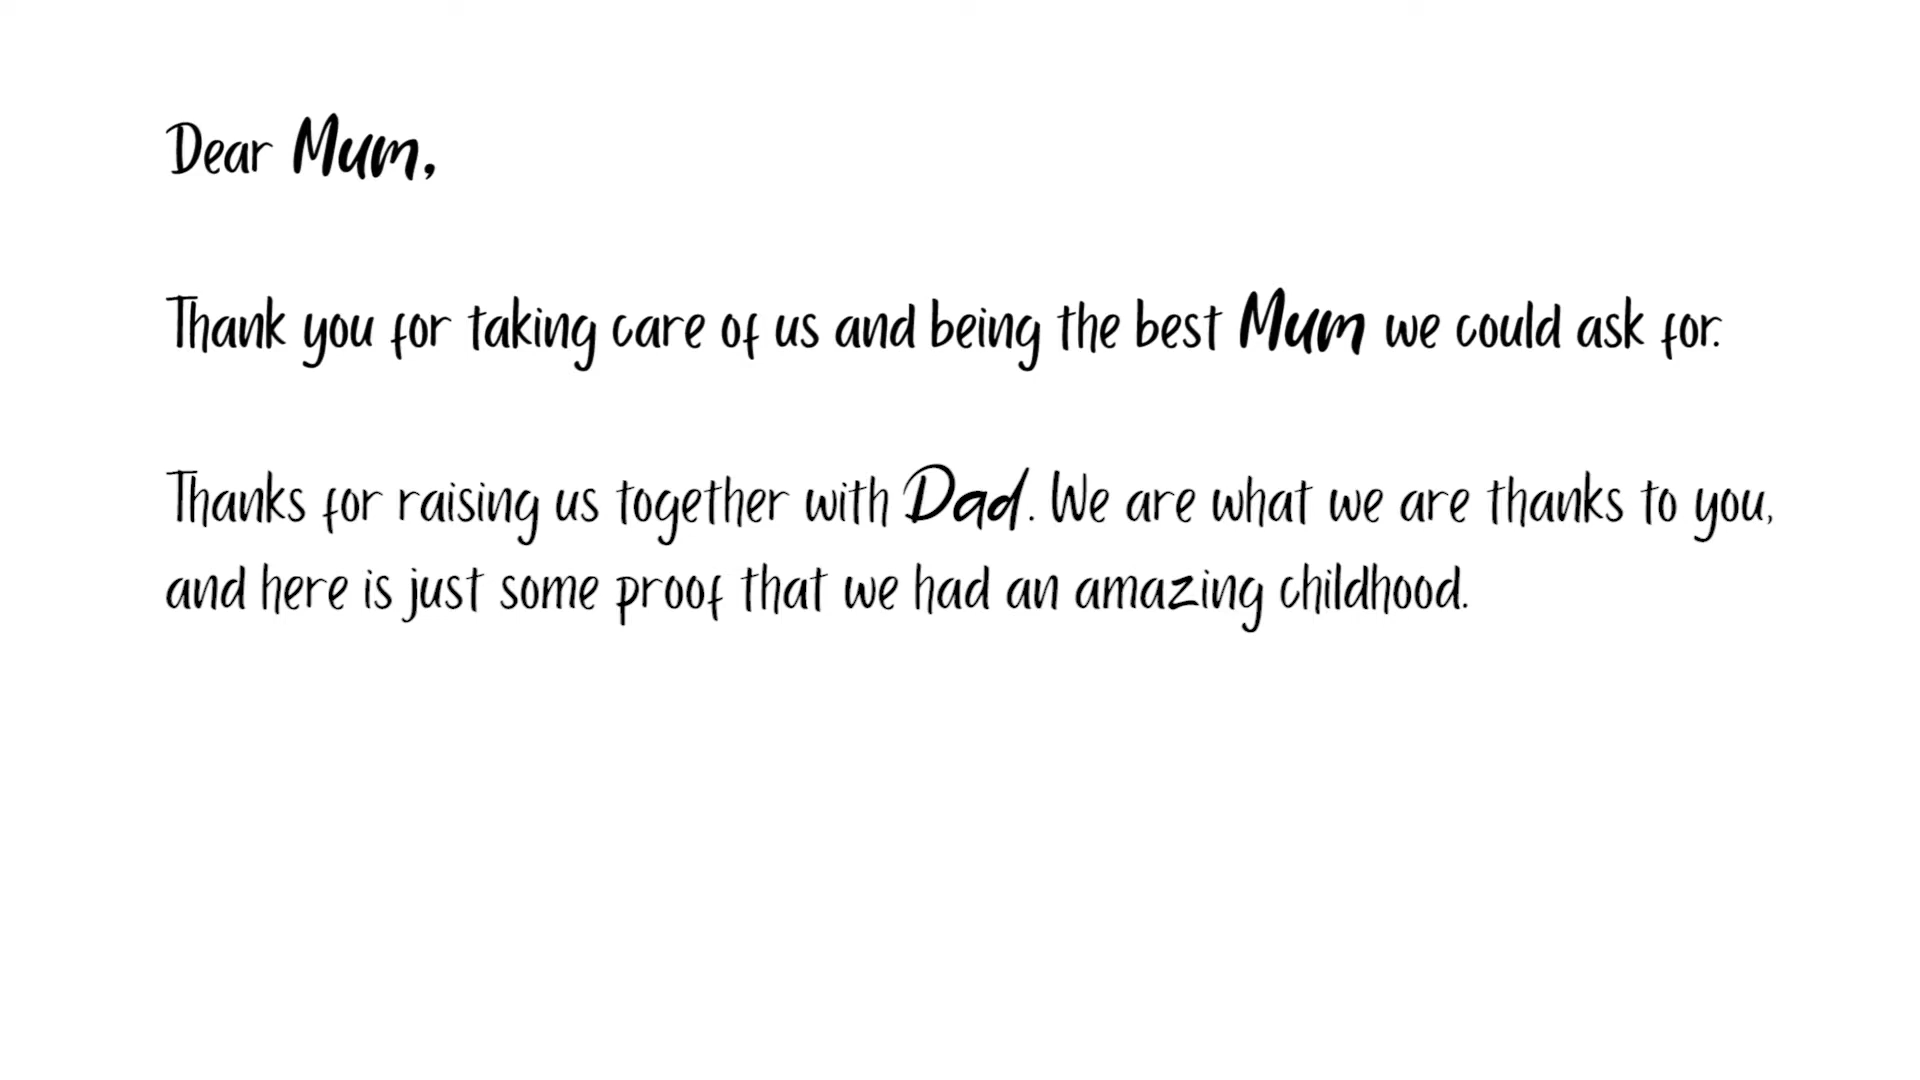 Dear Mum,
Thank you for taking care of us and being the best Mum we could ask for.
Thanks for raising us together with Dad. We are what we are thanks to you,
and here is just some proof that we had an amazing childhood.